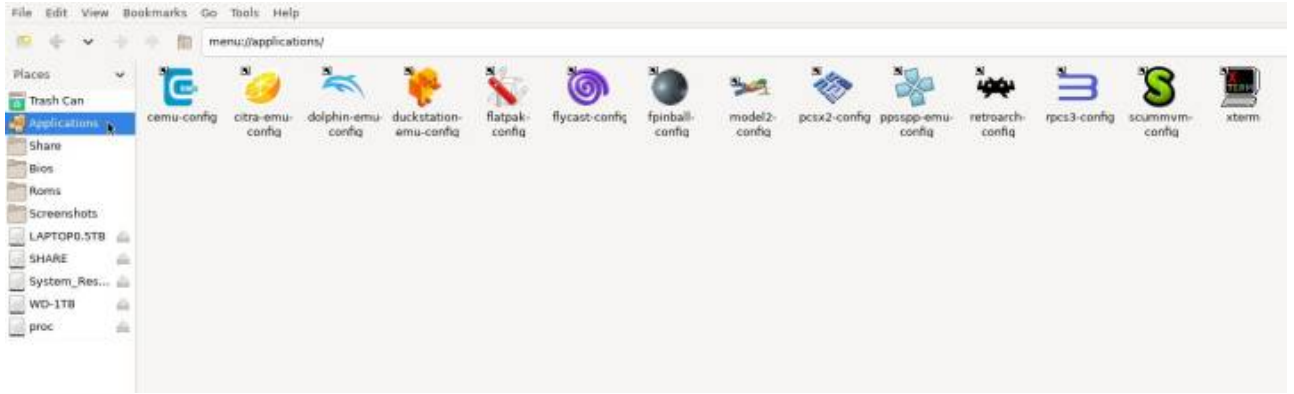 File Edit View Bookmarks Go Tools Help
menu://applications/
Places
Trash Can
Applications
Share
Bios
Roms
Screenshots
LAPTOP0.5TB
SHARE
System_Res...
WD-1TB
proc
cemu-config
citra-emu-
config
dolphin-emu-
config
duckstation-
emu-config
flatpak-
config
flycast-config
fpinball-
config
model2-
config
pcsx2-config
ppsspp-emu-
config
retroarch-
config
rpcs3-config
scummvm-
config
X
TERM
xterm